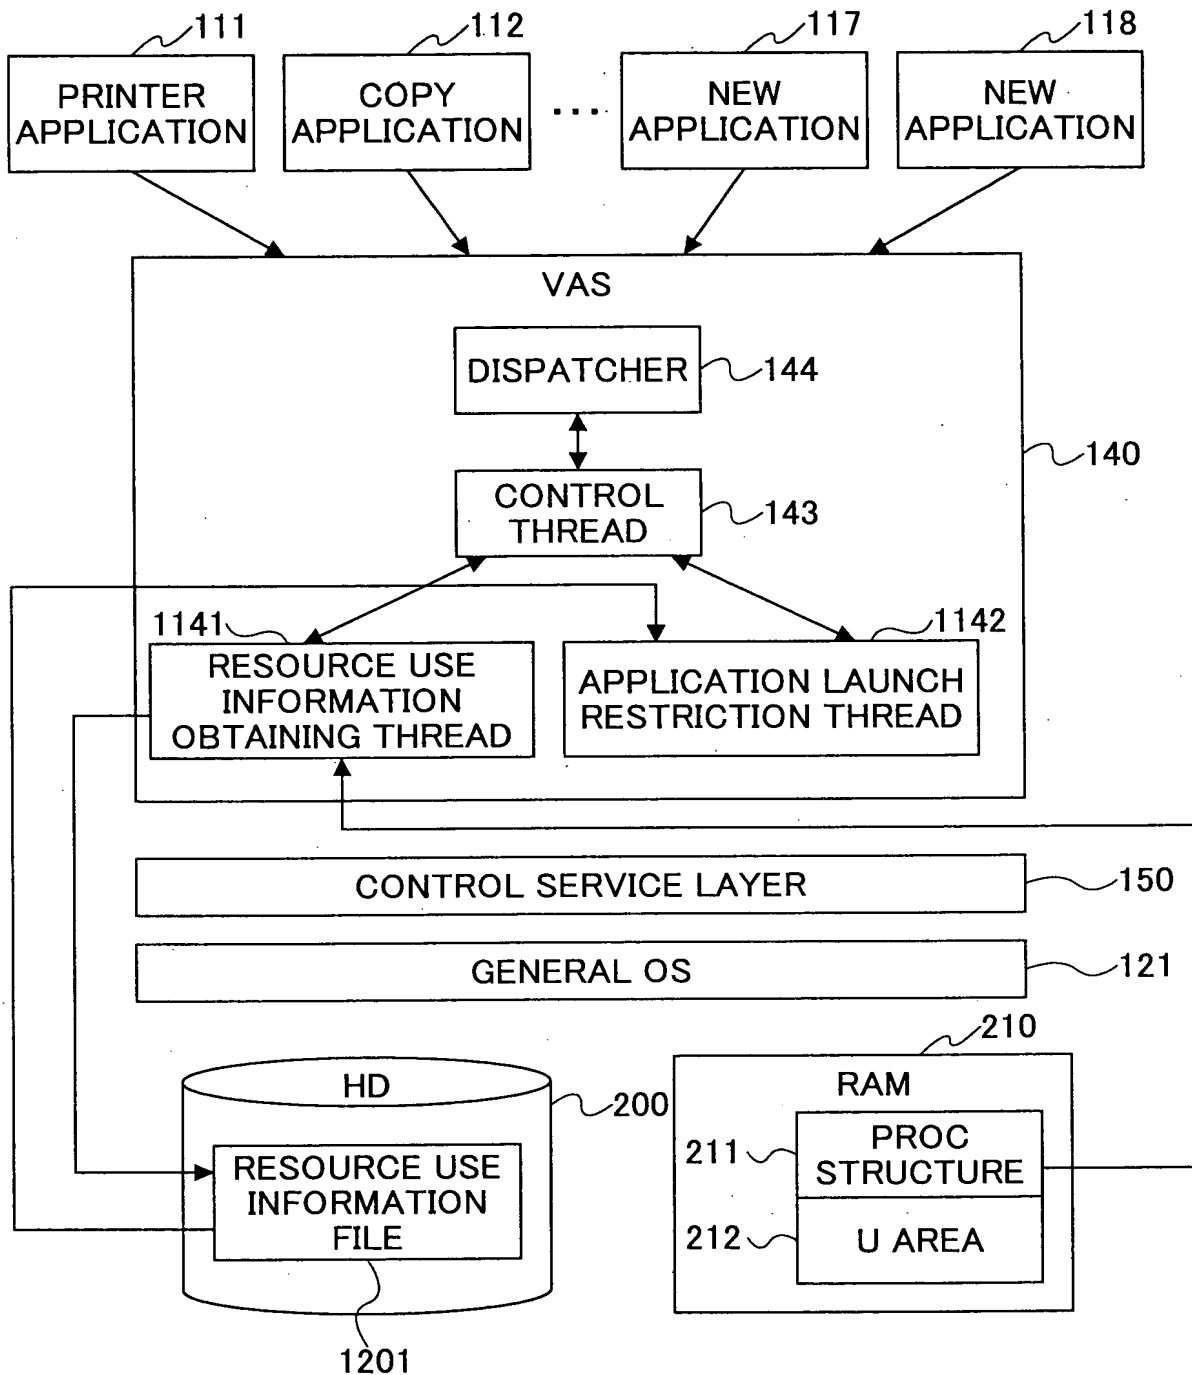 111
112
117
118
PRINTER
APPLICATION
COPY
APPLICATION
...
NEW
APPLICATION
NEW
APPLICATION
VAS
DISPATCHER
144
140
CONTROL
THREAD
143
1141
1142
RESOURCE USE
INFORMATION
OBTAINING THREAD
APPLICATION LAUNCH
RESTRICTION THREAD
CONTROL SERVICE LAYER
150
GENERAL OS
121
210
HD
200
RAM
RESOURCE USE
INFORMATION
FILE
1201
211
PROC
STRUCTURE
212
U AREA